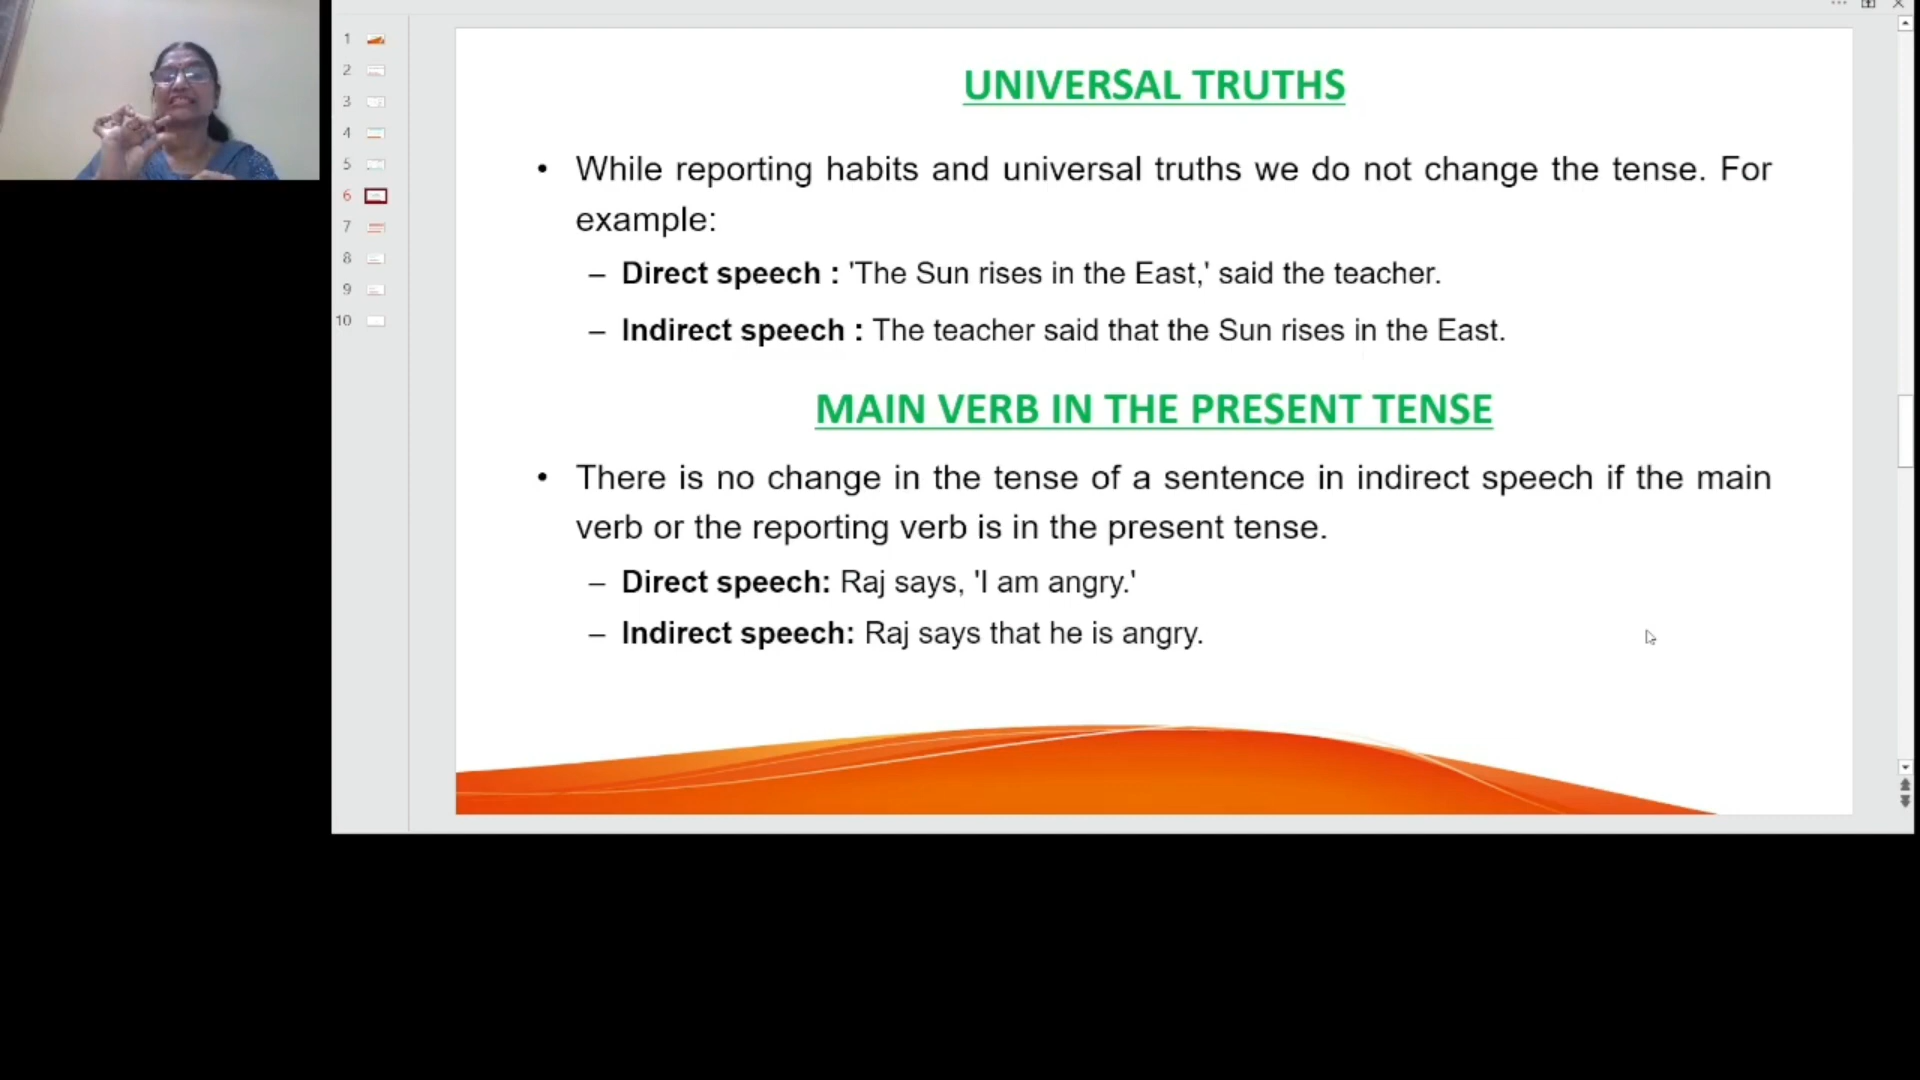 1
2
3
4
5
6
7
8
9
10
UNIVERSAL TRUTHS
• While reporting habits and universal truths we do not change the tense. For
example:
– Direct speech : 'The Sun rises in the East,' said the teacher.
– Indirect speech : The teacher said that the Sun rises in the East.
MAIN VERB IN THE PRESENT TENSE
• There is no change in the tense of a sentence in indirect speech if the main
verb or the reporting verb is in the present tense.
– Direct speech: Raj says, 'I am angry.'
– Indirect speech: Raj says that he is angry.